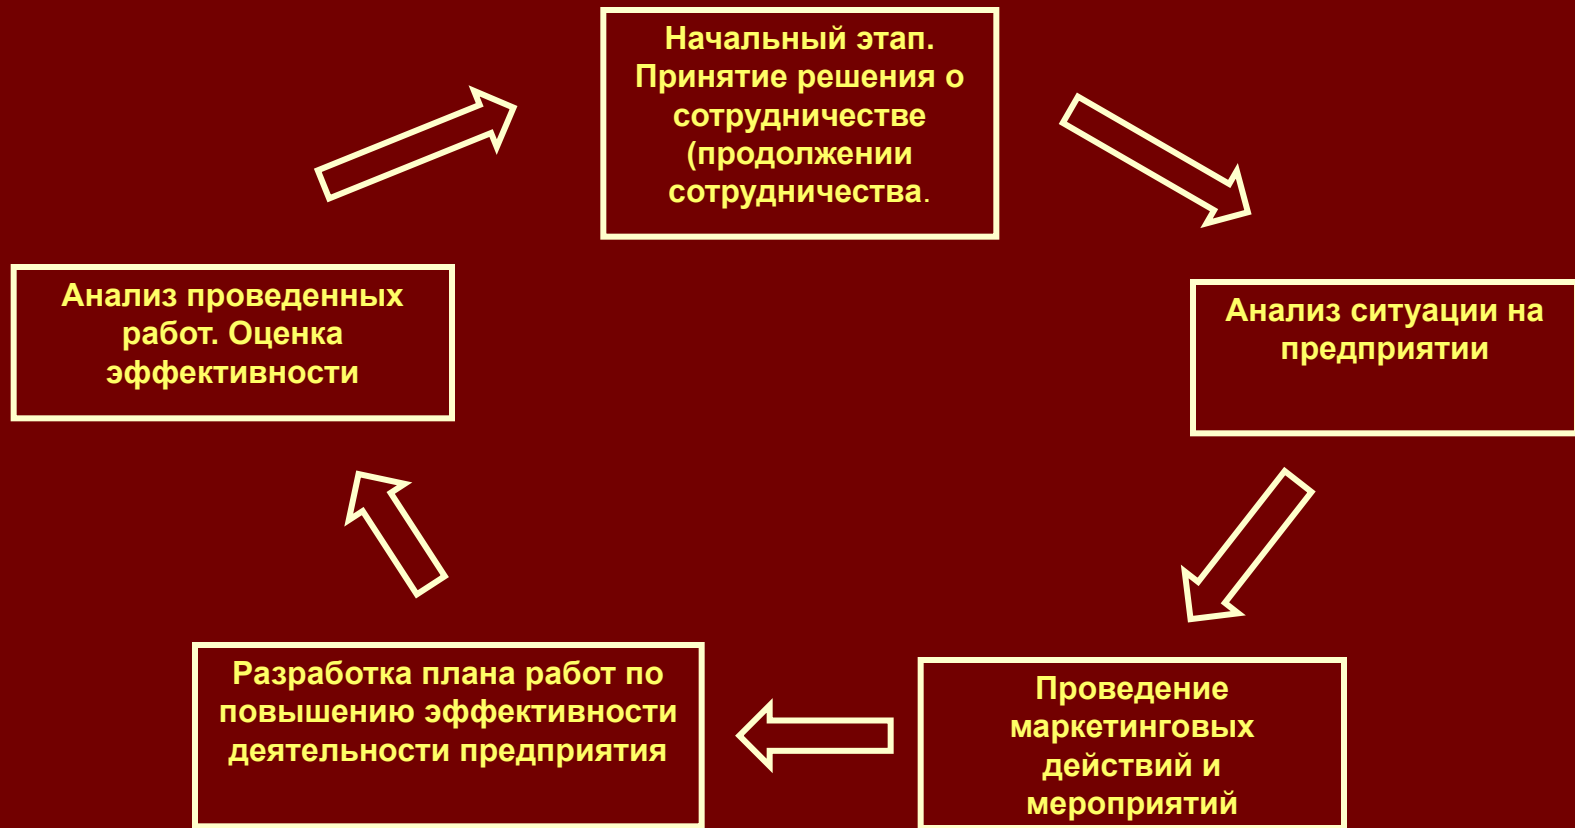 Начальный этап.
Принятие решения о
сотрудничестве
(продолжении
сотрудничества.
Анализ ситуации на
предприятии
Проведение
маркетинговых
действий и
мероприятий
Разработка плана работ по
повышению эффективности
деятельности предприятия
Анализ проведенных
работ. Оценка
эффективности